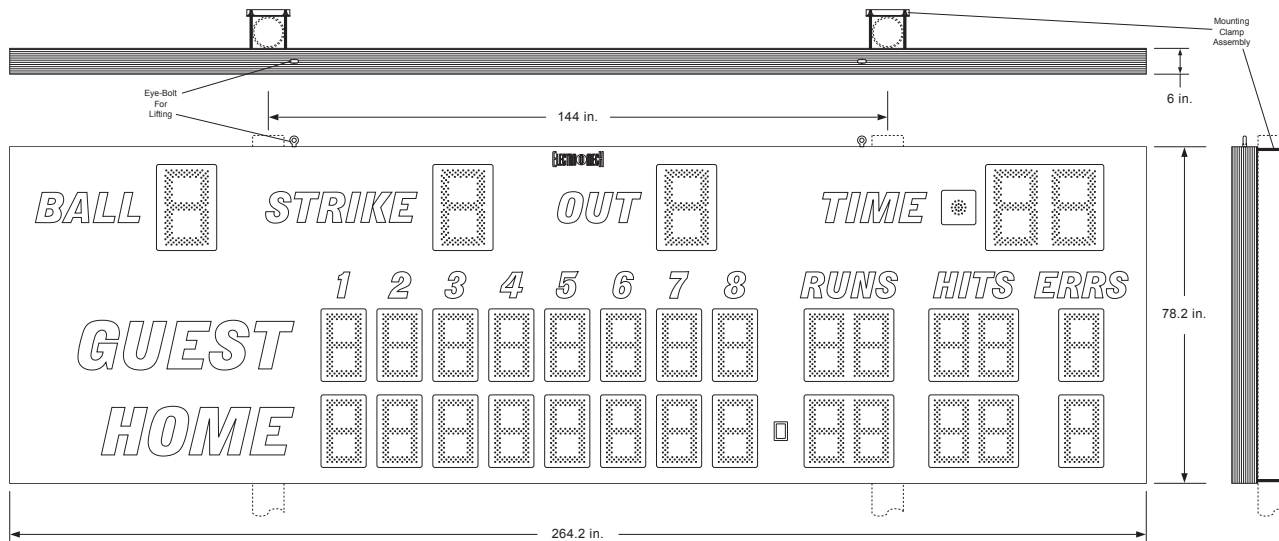 Mounting
Clamp
Assembly
Eye-Bolt
For
Lifting
6 in.
144 in.
BALL STRIKE OUT TIME
1 2 3 4 5 6 7 8 RUNS HITS ERRS
GUEST
HOME
78.2 in.
264.2 in.